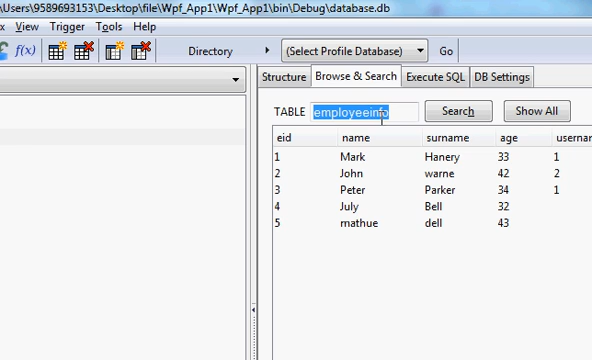 \Users\9589693153\Desktop\file\Wpf_App1\Wpf_App1\bin\Debug\database.db
x View Trigger Tools Help
f(x) Directory (Select Profile Database) Go
Structure Browse & Search Execute SQL DB Settings
TABLE employeeinfo Search Show All
eid name surname age userna
1 Mark Hanery 33 1
2 John warne 42 2
3 Peter Parker 34 1
4 July Bell 32
5 mathue dell 43